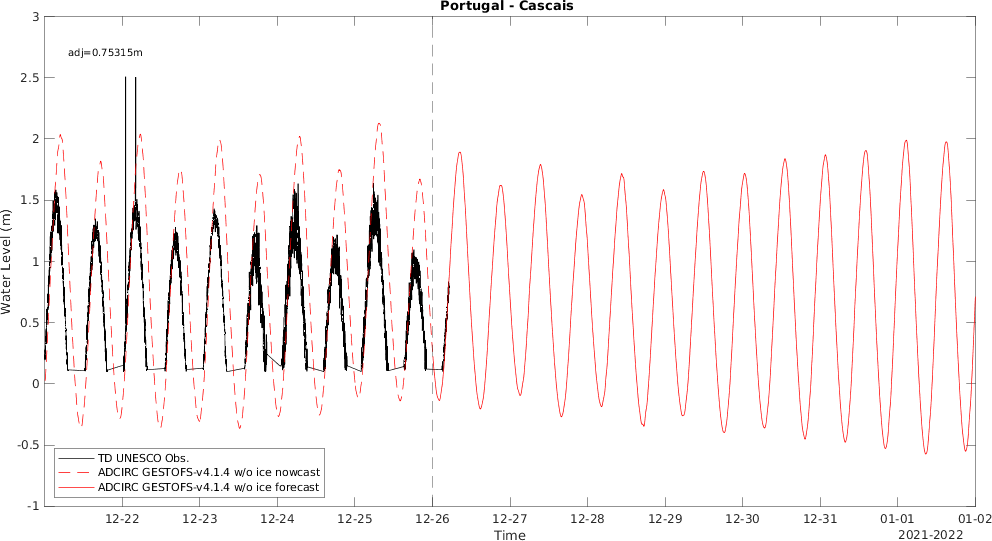 Portugal - Cascais
3
adj=0.75315m
2.5
2
1.5
1
0.5
0
-0.5
-1
Water Level (m)
TD UNESCO Obs.
ADCIRC GESTOFS-v4.1.4 w/o ice nowcast
ADCIRC GESTOFS-v4.1.4 w/o ice forecast
12-22 12-23 12-24 12-25 12-26 12-27 12-28 12-29 12-30 12-31 01-01 01-02
Time
2021-2022